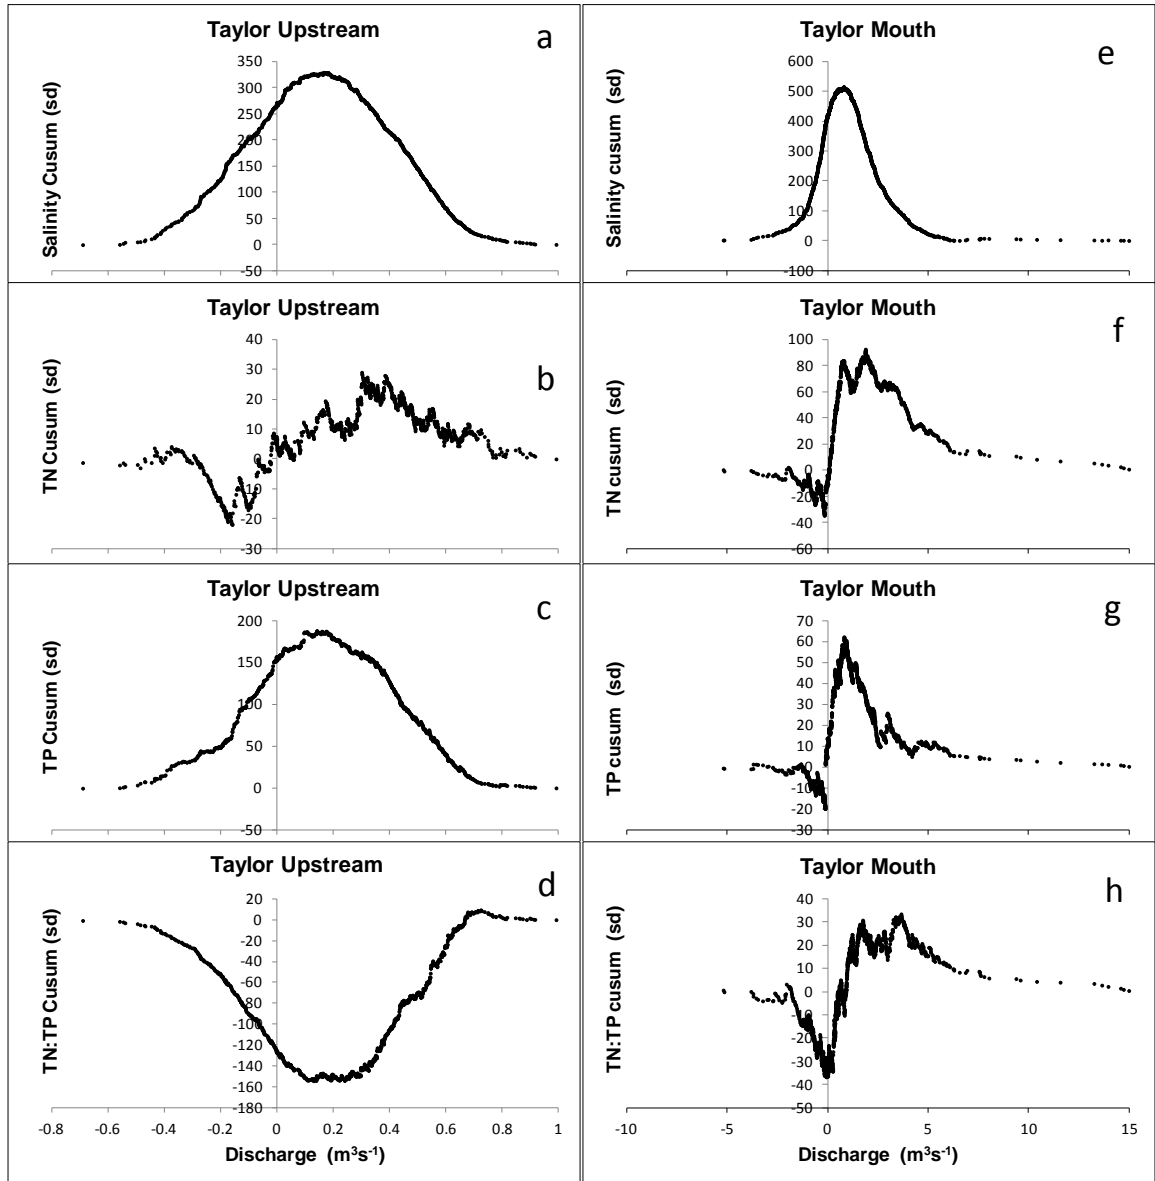 Taylor Upstream
a
Salinity Cusum (sd)
350
300
250
200
150
100
50
0
-50
Taylor Mouth
e
Salinity cusum (sd)
600
500
400
300
200
100
0
-100
Taylor Upstream
b
TN Cusum (sd)
40
30
20
10
0
-10
-20
-30
Taylor Mouth
f
TN cusum (sd)
100
80
60
40
20
0
-20
-40
-60
Taylor Upstream
c
TP Cusum (sd)
200
150
100
50
0
-50
Taylor Mouth
g
TP cusum (sd)
70
60
50
40
30
20
10
0
-10
-20
-30
Taylor Upstream
d
TN:TP Cusum (sd)
20
0
-20
-40
-60
-80
-100
-120
-140
-160
-180
-0.8 -0.6 -0.4 -0.2 0 0.2 0.4 0.6 0.8 1
Discharge (m³s⁻¹)
Taylor Mouth
h
TN:TP cusum (sd)
40
30
20
10
0
-10
-20
-30
-40
-50
-10 -5 0 5 10 15
Discharge (m³s⁻¹)